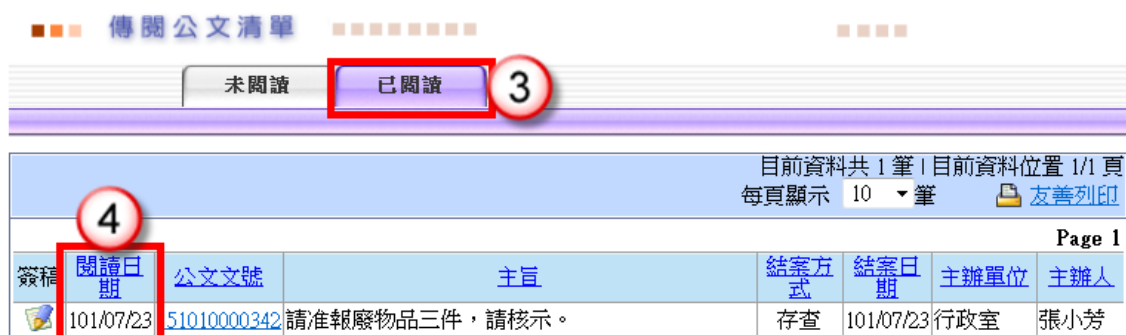 傳閱公文清單
未閱讀 已閱讀 3
目前資料共 1 筆 | 目前資料位置 1/1 頁
每頁顯示 10 筆 友善列印
4
Page 1
簽稿 閱讀日期 公文文號 主旨 結案方式 結案日期 主辦單位 主辦人
101/07/23 51010000342 請准報廢物品三件，請核示。 存查 101/07/23 行政室 張小芳